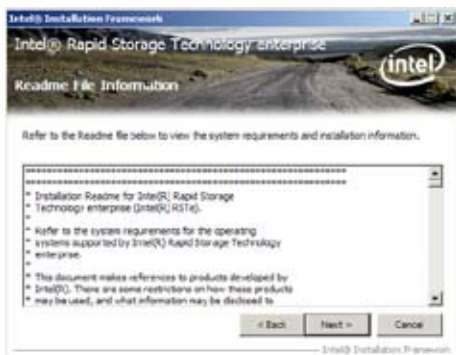 Intel® Installation Framework
Intel® Rapid Storage Technology enterprise
intel
Readme File Information
Refer to the Readme file below to view the system requirements and installation information.
********************************************************
********************************************************
* Installation Readme for Intel(R) Rapid Storage
* Technology enterprise (Intel(R) RSTe).
*
* Refer to the system requirements for the operating
* systems supported by Intel(R) Rapid Storage Technology
* enterprise.
*
* This document makes references to products developed by
* Intel(R). There are some restrictions on how these products
* may be used, and what information may be disclosed to
< Back
Next >
Cancel
Intel® Installation Framework